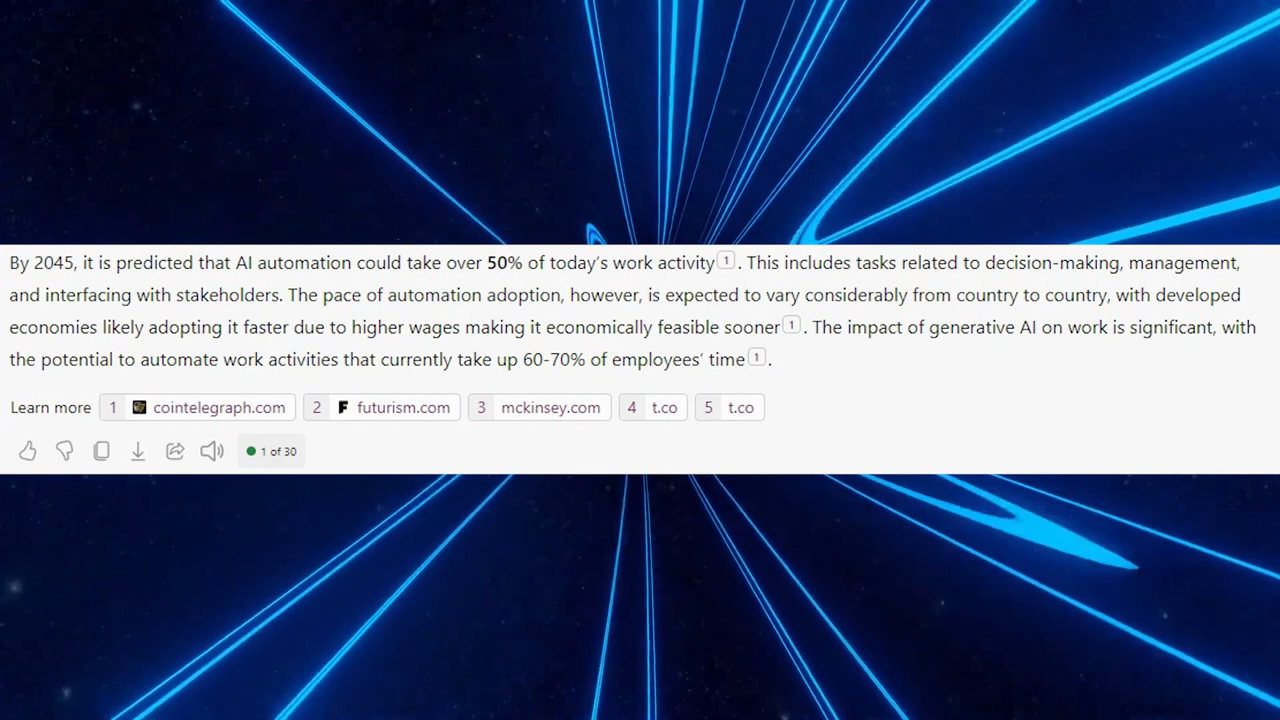 By 2045, it is predicted that AI automation could take over 50% of today's work activity 1 . This includes tasks related to decision-making, management,
and interfacing with stakeholders. The pace of automation adoption, however, is expected to vary considerably from country to country, with developed
economies likely adopting it faster due to higher wages making it economically feasible sooner 1 . The impact of generative AI on work is significant, with
the potential to automate work activities that currently take up 60-70% of employees' time 1 .
Learn more 1 cointelegraph.com 2 F futurism.com 3 mckinsey.com 4 t.co 5 t.co
1 of 30